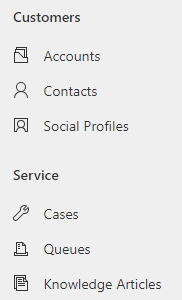 Customers
Accounts
Contacts
Social Profiles
Service
Cases
Queues
Knowledge Articles